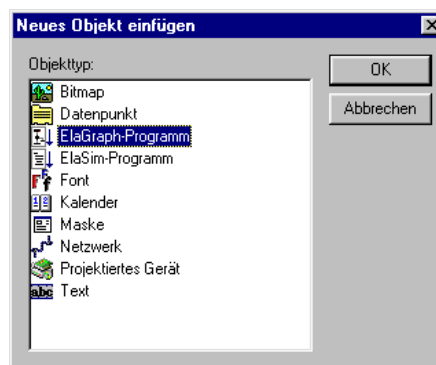 Neues Objekt einfügen
Objekttyp:
OK
Abbrechen
Bitmap
Datenpunkt
ElaGraph-Programm
ElaSim-Programm
Font
Kalender
Maske
Netzwerk
Projektiertes Gerät
abc Text